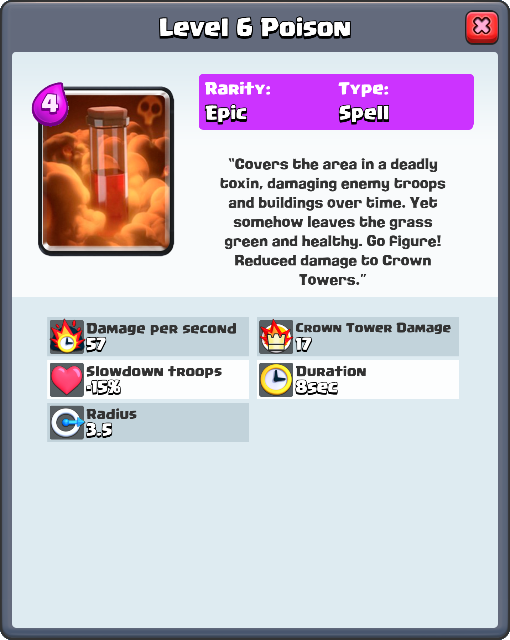 Level 6 Poison
4
Rarity: Type:
Epic Spell
"Covers the area in a deadly
toxin, damaging enemy troops
and buildings over time. Yet
somehow leaves the grass
green and healthy. Go figure!
Reduced damage to Crown
Towers."
Damage per second
57
Crown Tower Damage
17
Slowdown troops
-15%
Duration
8sec
Radius
3.5